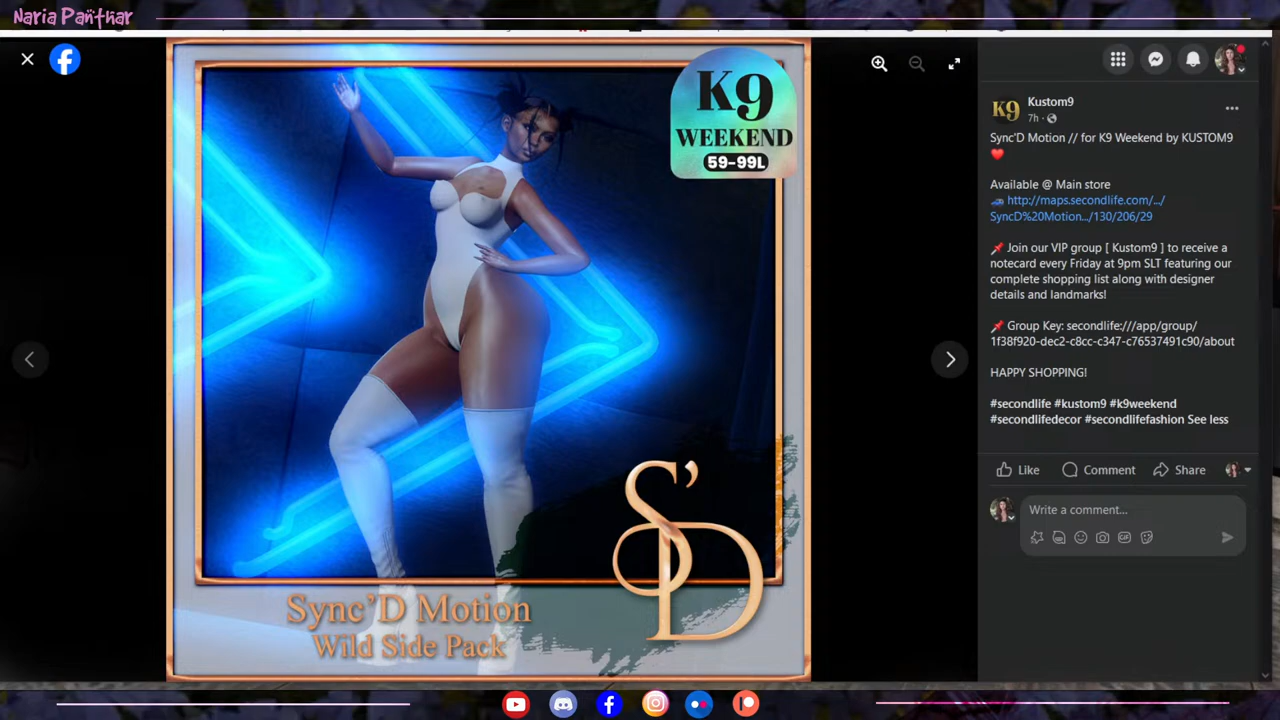 Naria Panthar
K9
WEEKEND
59-99L
S'D
Sync'D Motion
Wild Side Pack
K9
Kustom9
7h ·
Sync'D Motion // for K9 Weekend by KUSTOM9
Available @ Main store
http://maps.secondlife.com/.../
SyncD%20Motion.../130/206/29
Join our VIP group [ Kustom9 ] to receive a
notecard every Friday at 9pm SLT featuring our
complete shopping list along with designer
details and landmarks!
Group Key: secondlife:///app/group/
1f38f920-dec2-c8cc-c347-c76537491c90/about
HAPPY SHOPPING!
#secondlife #kustom9 #k9weekend
#secondlifedecor #secondlifefashion See less
Like Comment Share
Write a comment...
GIF